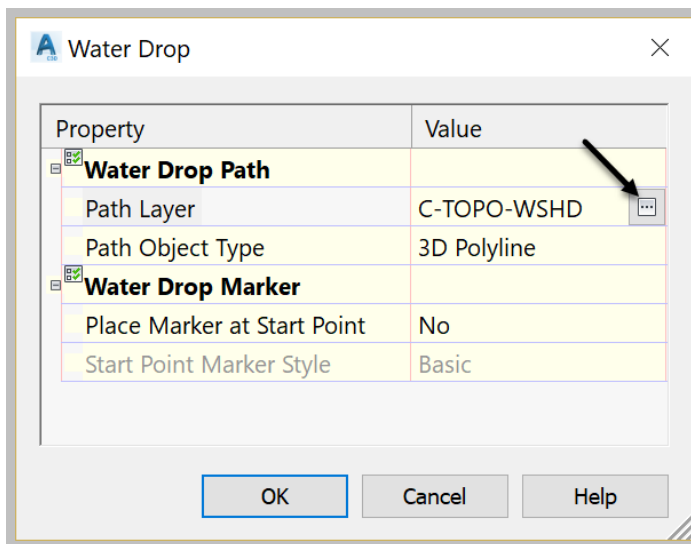 Water Drop
Property Value
Water Drop Path
Path Layer C-TOPO-WSHD ...
Path Object Type 3D Polyline
Water Drop Marker
Place Marker at Start Point No
Start Point Marker Style Basic
OK Cancel Help